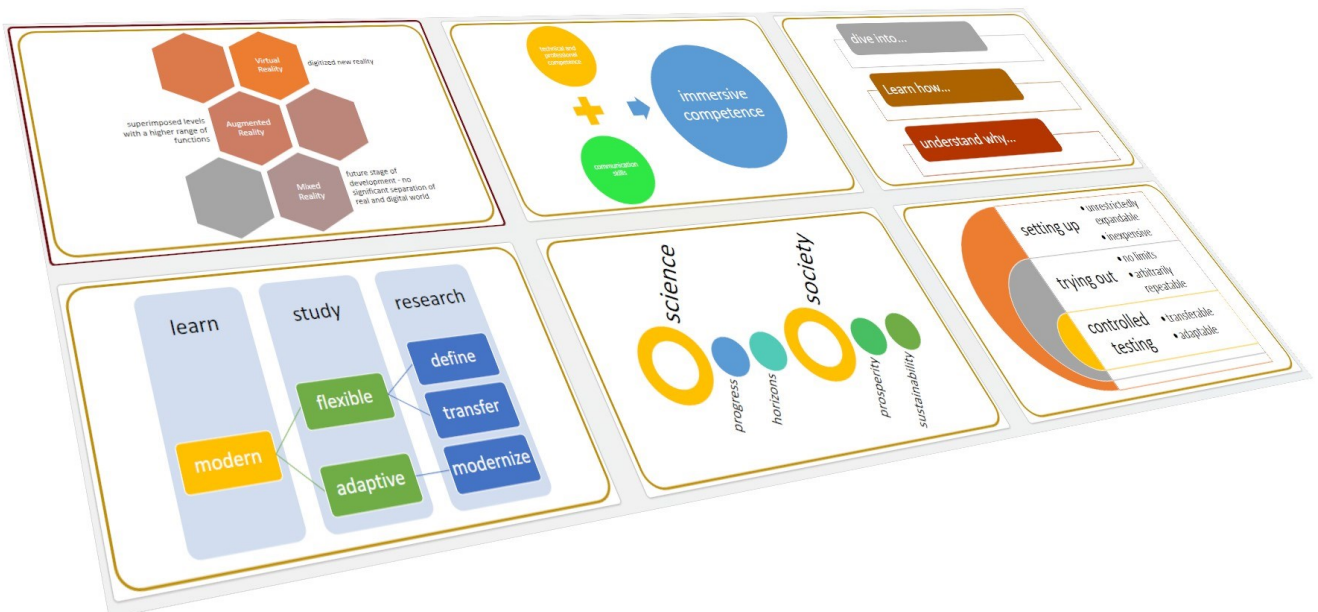 Virtual
Reality
digitized new reality
superimposed levels
with a higher range of
functions
Augmented
Reality
Mixed
Reality
future stage of
development - no
significant separation of
real and digital world
technical and
professional
competence
communication
skills
immersive
competence
dive into...
Learn how...
understand why...
learn
study
research
modern
flexible
adaptive
define
transfer
modernize
science
progress
horizons
society
prosperity
sustainability
setting up
• unrestrictedly
expandable
• inexpensive
trying out
• no limits
• arbitrarily
repeatable
controlled
testing
• transferable
• adaptable